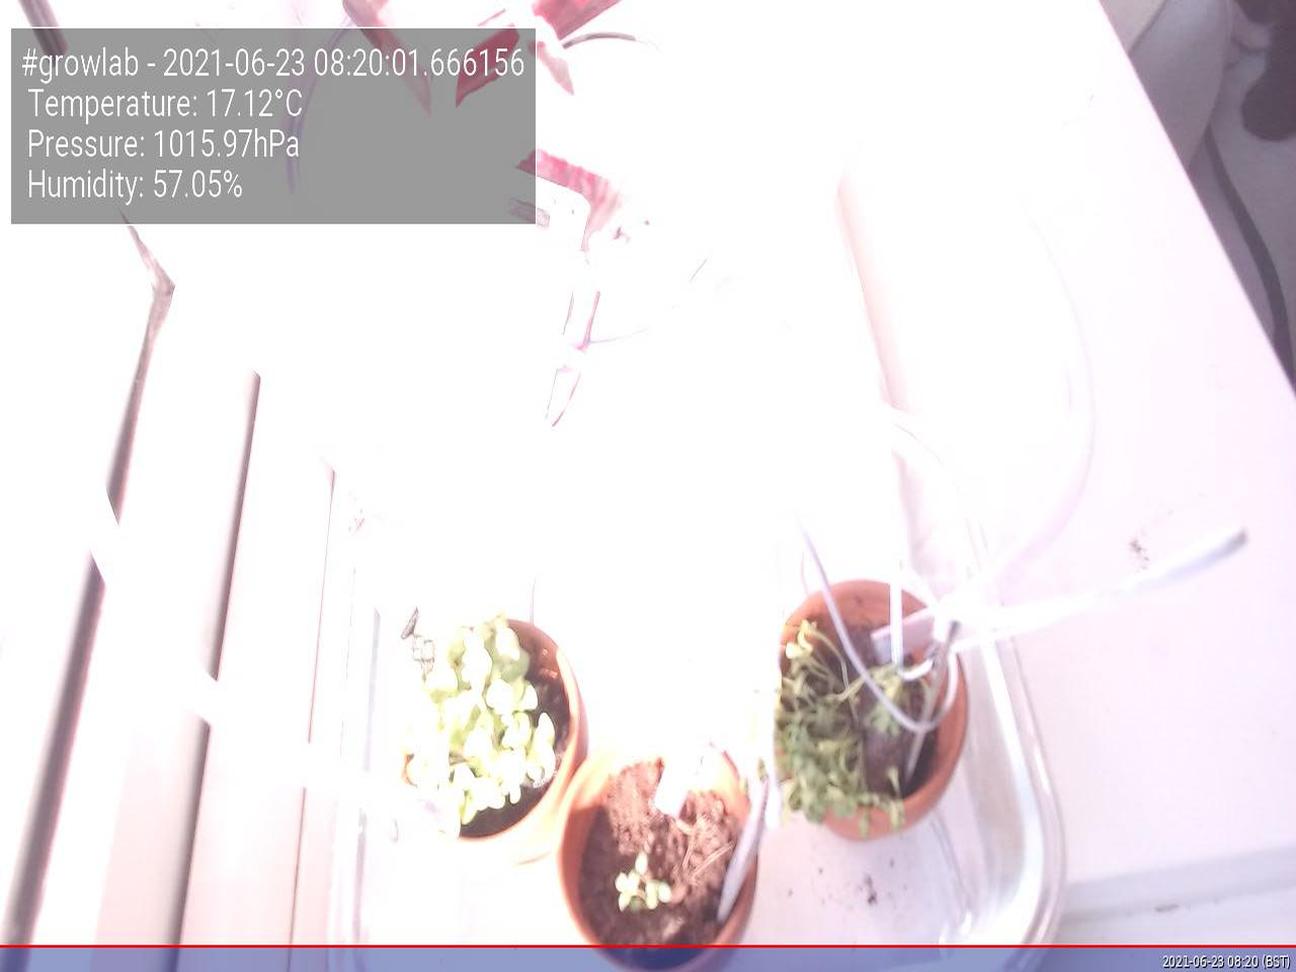 #growlab - 2021-06-23 08:20:01.666156
Temperature: 17.12°C
Pressure: 1015.97hPa
Humidity: 57.05%
2021-06-23 08:20 (BST)